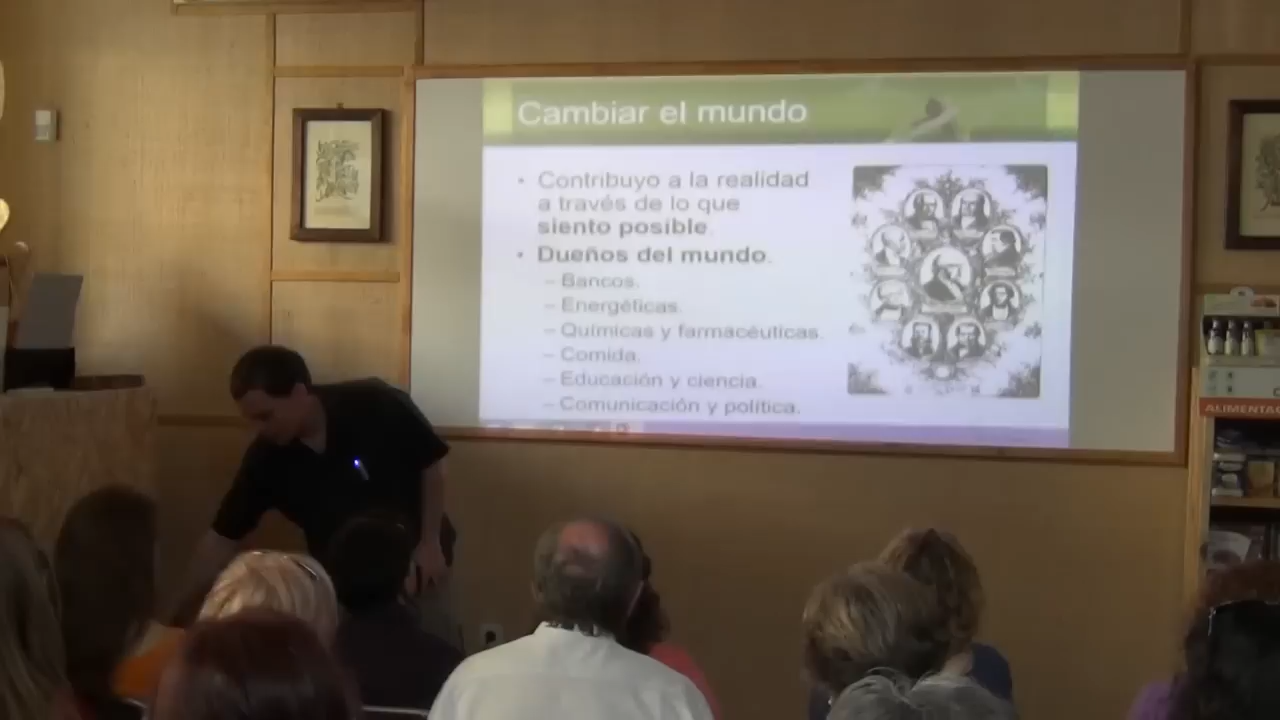 Cambiar el mundo
• Contribuyo a la realidad
a través de lo que
siento posible.
• Dueños del mundo.
– Bancos.
– Energéticas.
– Químicas y farmacéuticas.
– Comida.
– Educación y ciencia.
– Comunicación y política.